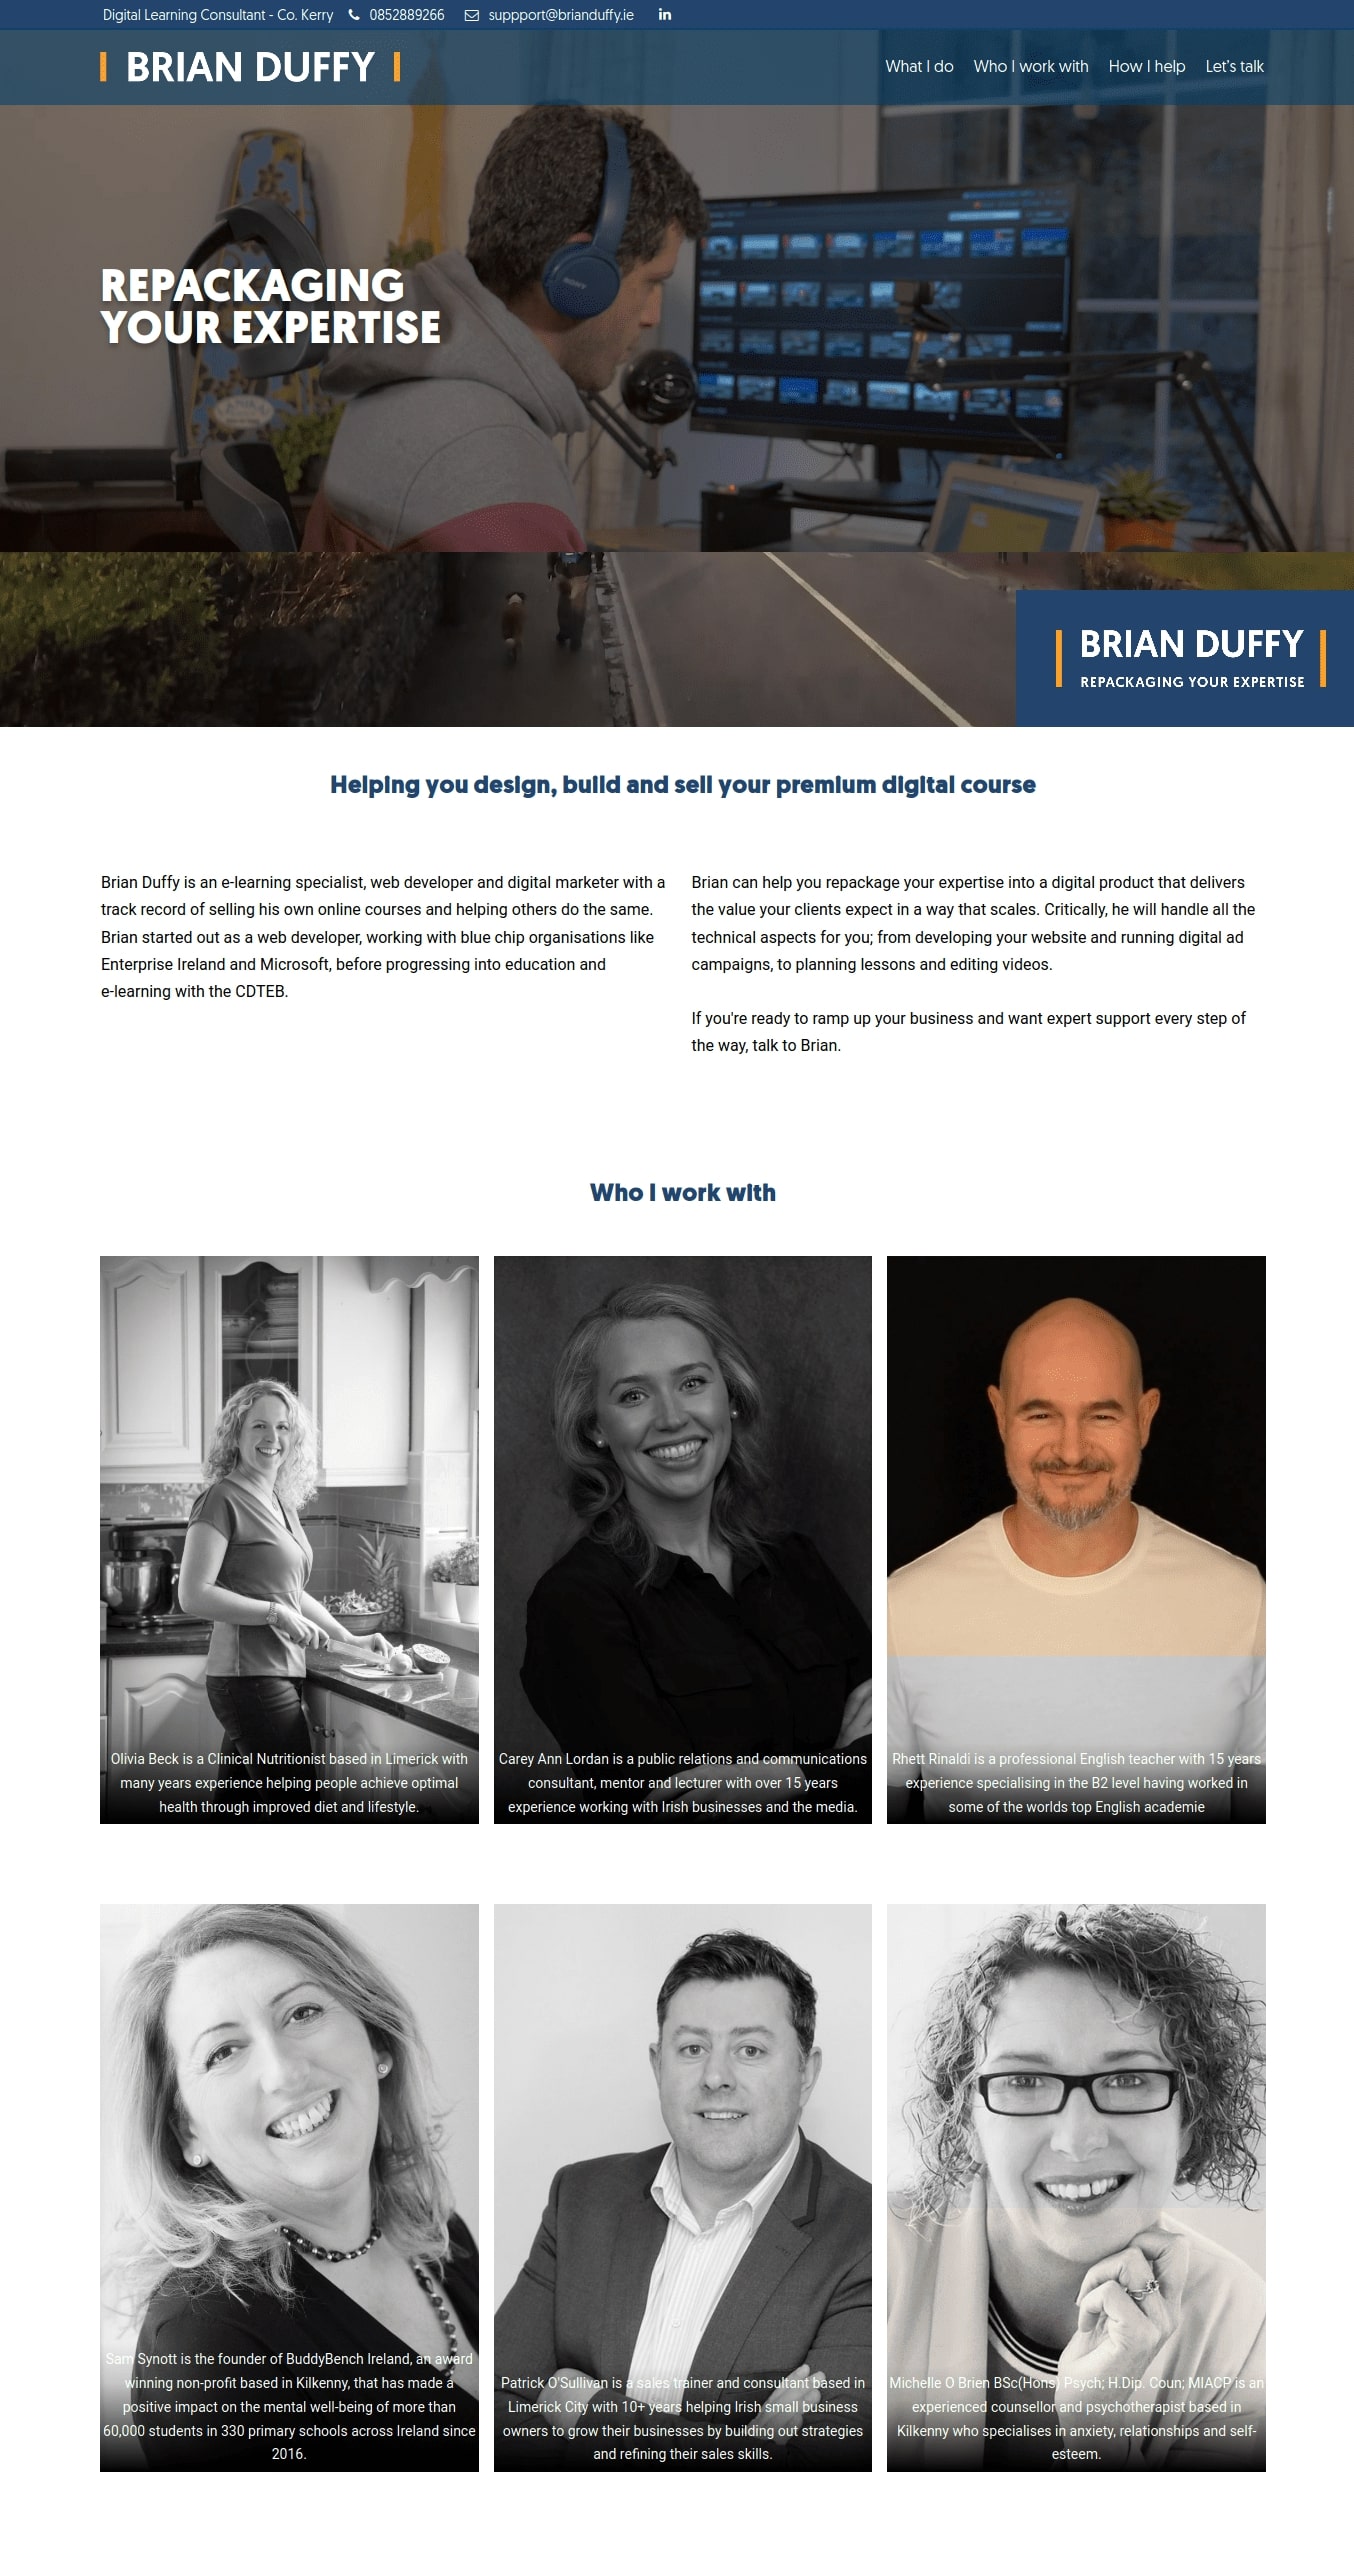 Digital Learning Consultant - Co. Kerry 0852889266 suppport@brianduffy.ie in
BRIAN DUFFY
What I do Who I work with How I help Let's talk
SONY
REPACKAGING
YOUR EXPERTISE
BRIAN DUFFY
REPACKAGING YOUR EXPERTISE
Helping you design, build and sell your premium digital course
Brian Duffy is an e-learning specialist, web developer and digital marketer with a
track record of selling his own online courses and helping others do the same.
Brian started out as a web developer, working with blue chip organisations like
Enterprise Ireland and Microsoft, before progressing into education and
e-learning with the CDTEB.
Brian can help you repackage your expertise into a digital product that delivers
the value your clients expect in a way that scales. Critically, he will handle all the
technical aspects for you; from developing your website and running digital ad
campaigns, to planning lessons and editing videos.
If you're ready to ramp up your business and want expert support every step of
the way, talk to Brian.
Who I work with
Olivia Beck is a Clinical Nutritionist based in Limerick with
many years experience helping people achieve optimal
health through improved diet and lifestyle.
Carey Ann Lordan is a public relations and communications
consultant, mentor and lecturer with over 15 years
experience working with Irish businesses and the media.
Rhett Rinaldi is a professional English teacher with 15 years
experience specialising in the B2 level having worked in
some of the worlds top English academie
Sam Synott is the founder of BuddyBench Ireland, an award
winning non-profit based in Kilkenny, that has made a
positive impact on the mental well-being of more than
60,000 students in 330 primary schools across Ireland since
2016.
Patrick O'Sullivan is a sales trainer and consultant based in
Limerick City with 10+ years helping Irish small business
owners to grow their businesses by building out strategies
and refining their sales skills.
Michelle O Brien BSc(Hons) Psych; H.Dip. Coun; MIACP is an
experienced counsellor and psychotherapist based in
Kilkenny who specialises in anxiety, relationships and self-
esteem.